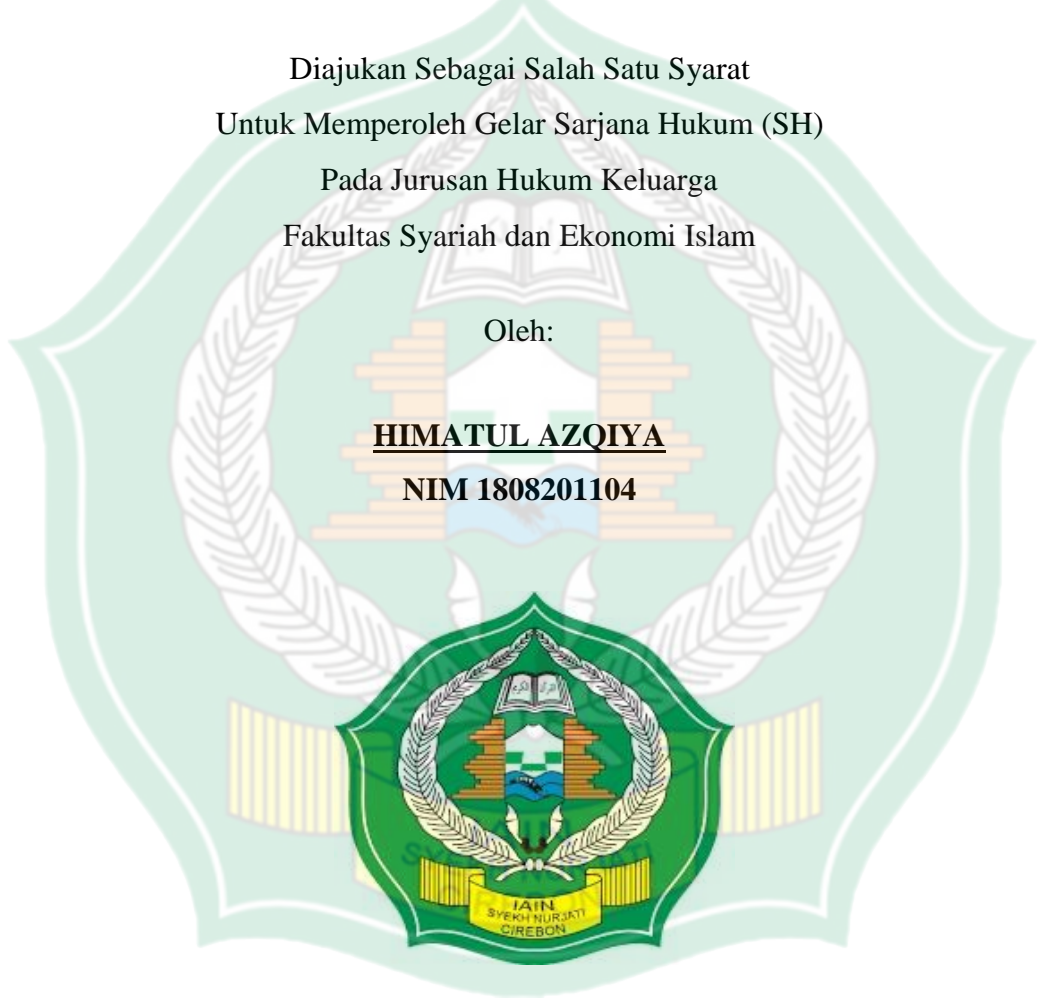 Diajukan Sebagai Salah Satu Syarat
Untuk Memperoleh Gelar Sarjana Hukum (SH)
Pada Jurusan Hukum Keluarga
Fakultas Syariah dan Ekonomi Islam
Oleh:
HIMATUL AZQIYA
NIM 1808201104
IAIN
SYEKH NURJATI
CIREBON